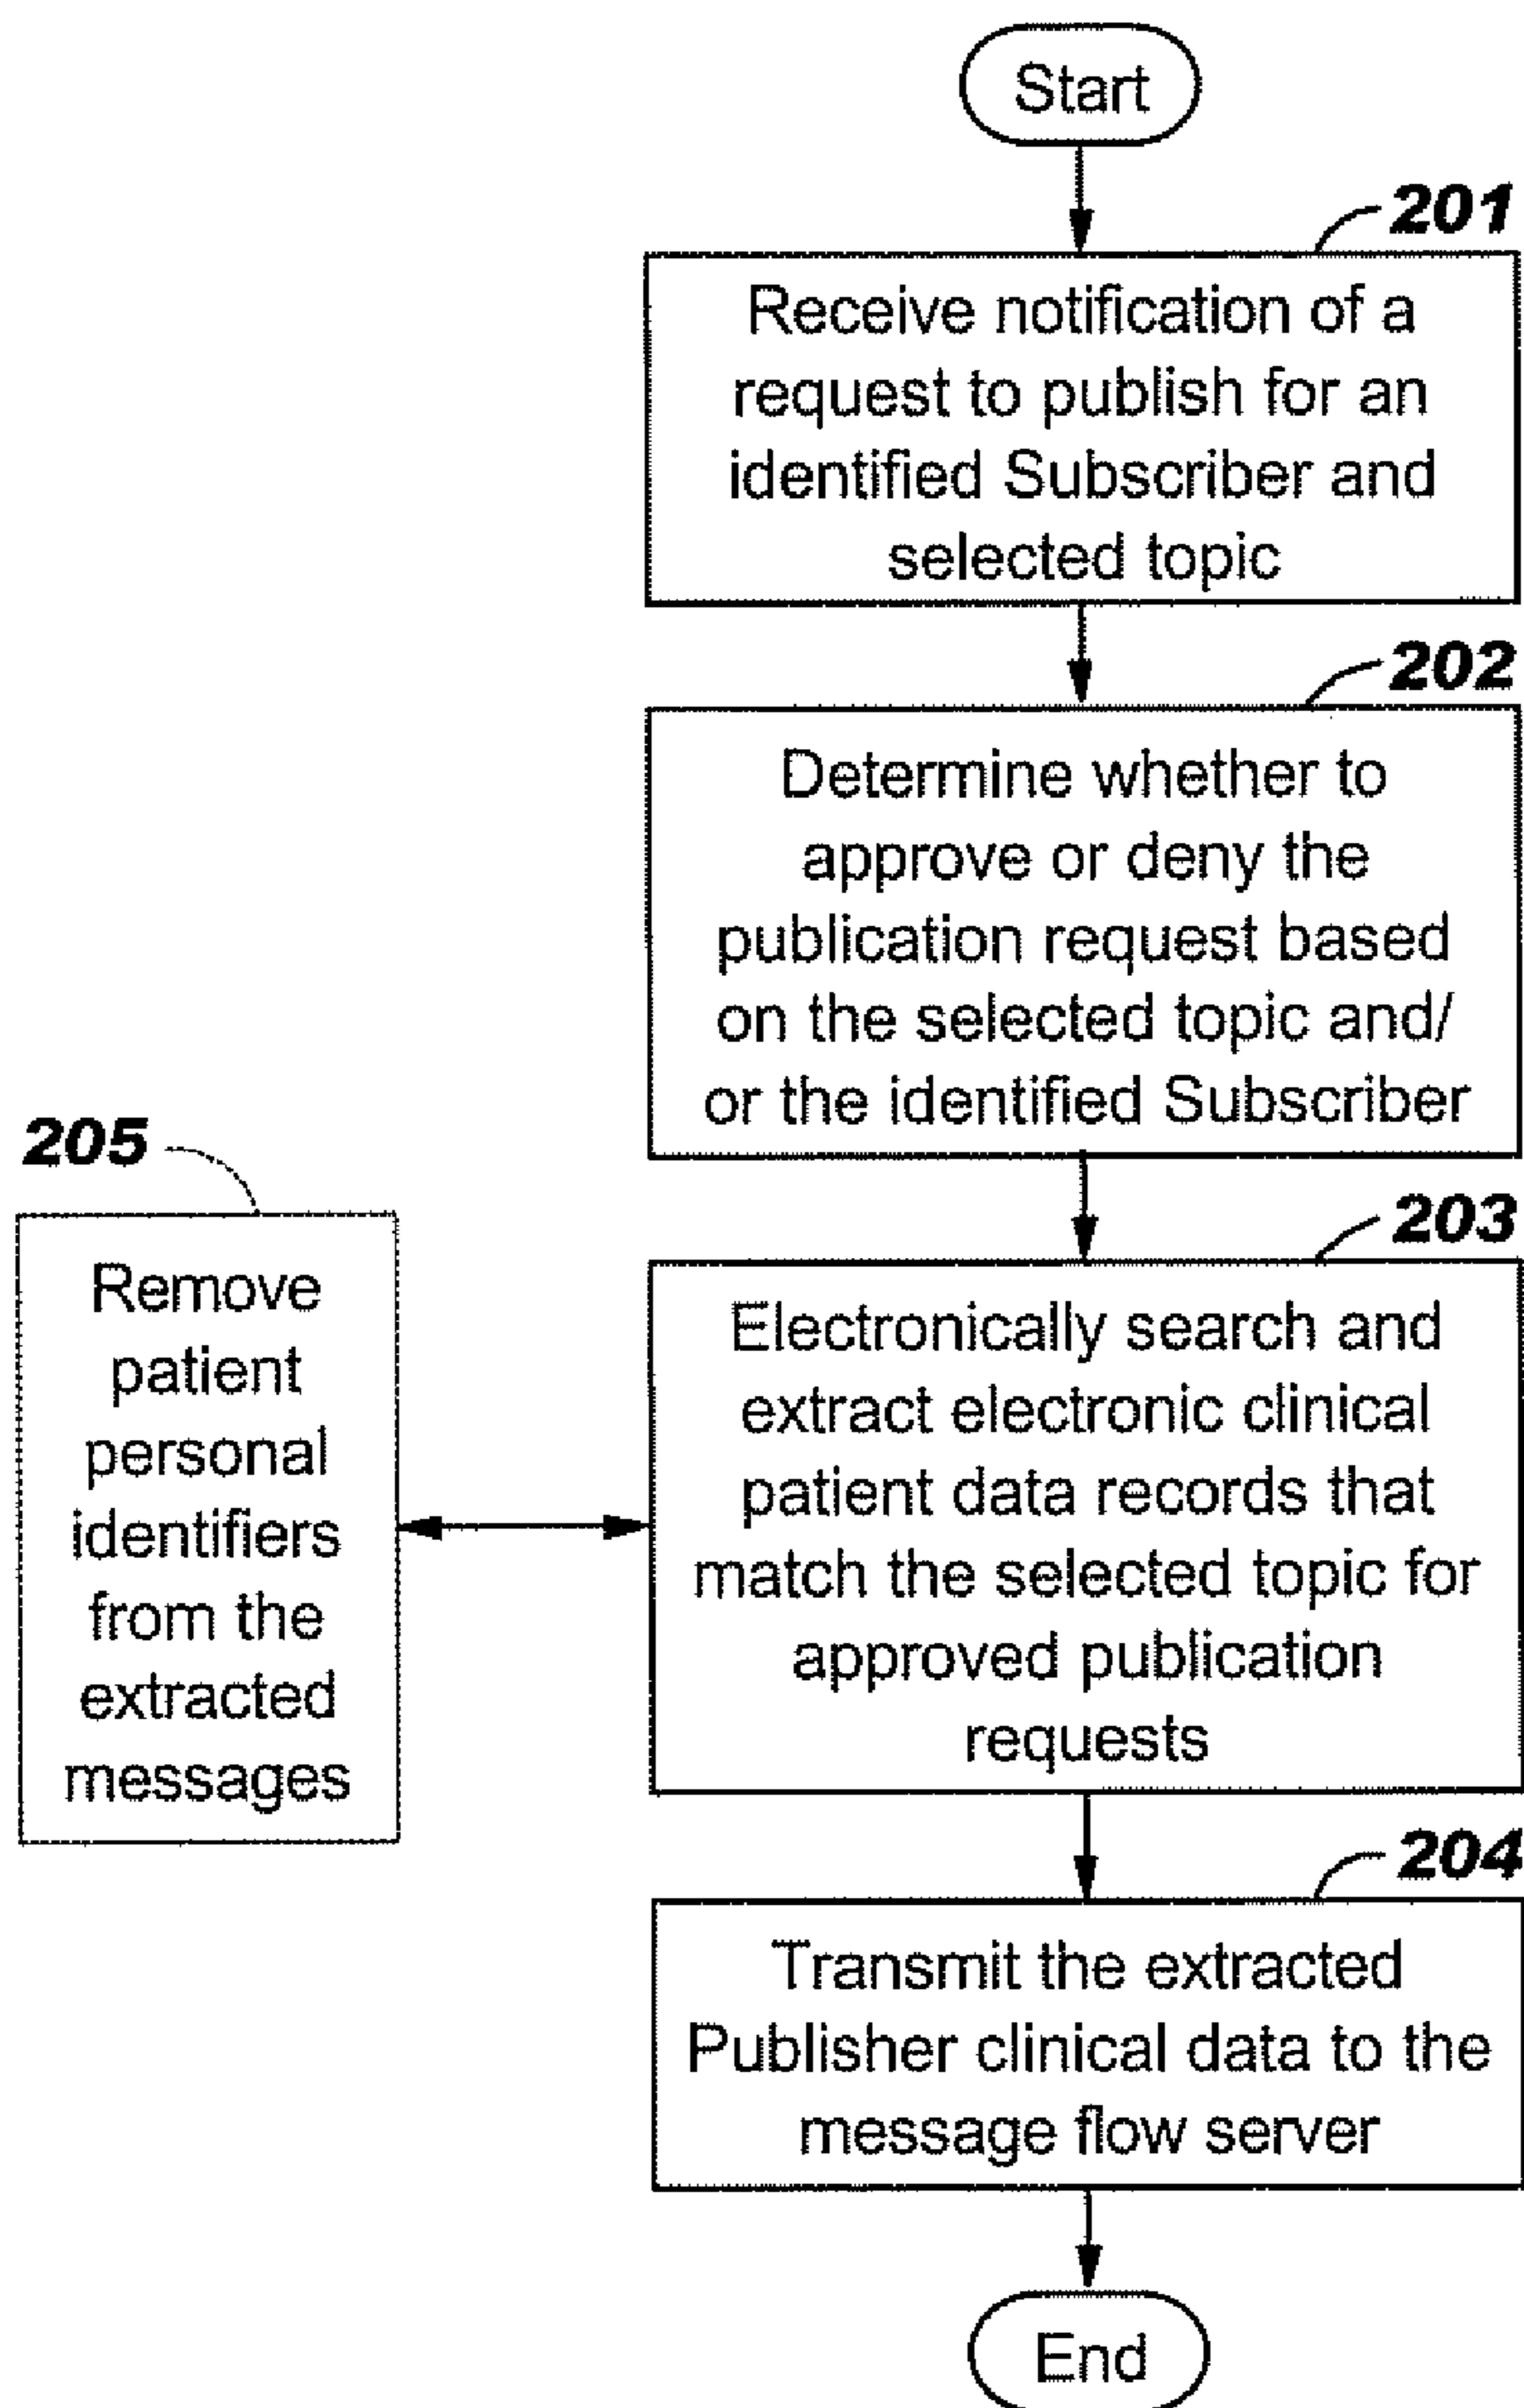 Start
201
Receive notification of a
request to publish for an
identified Subscriber and
selected topic
202
Determine whether to
approve or deny the
publication request based
on the selected topic and/
or the identified Subscriber
205
Remove
patient
personal
identifiers
from the
extracted
messages
203
Electronically search and
extract electronic clinical
patient data records that
match the selected topic for
approved publication
requests
204
Transmit the extracted
Publisher clinical data to the
message flow server
End